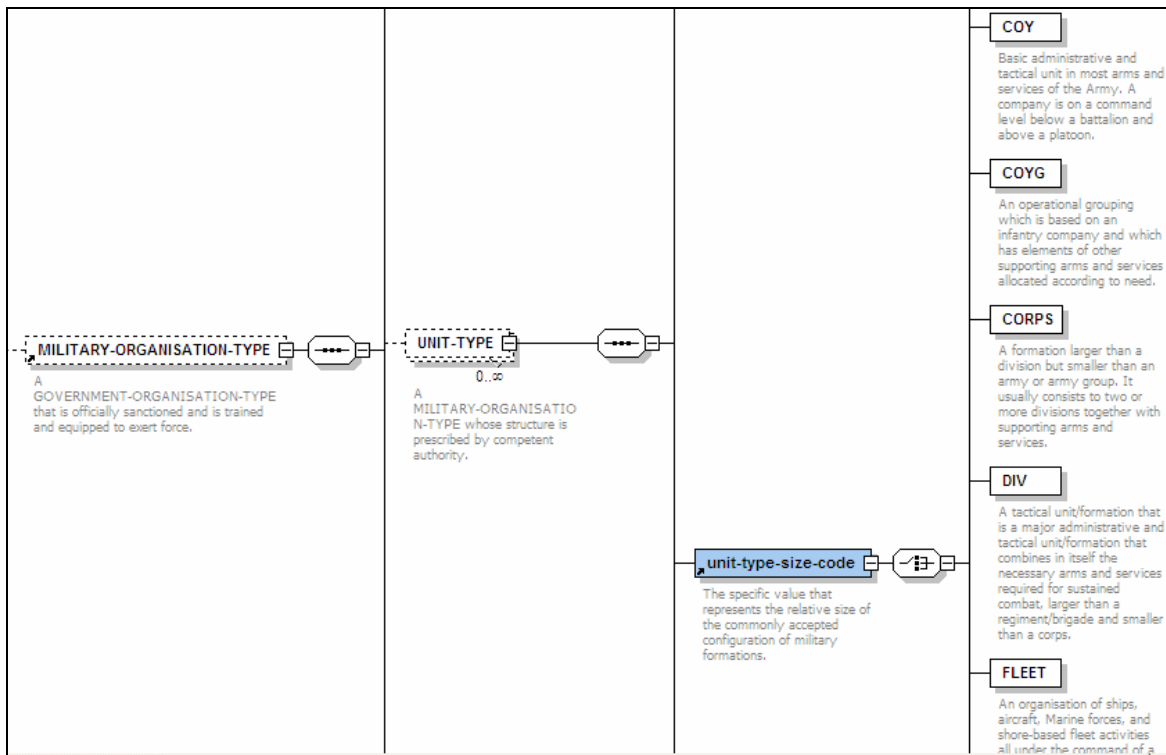 MILITARY-ORGANISATION-TYPE
A
GOVERNMENT-ORGANISATION-TYPE
that is officially sanctioned and is trained
and equipped to exert force.
UNIT-TYPE
0..∞
A
MILITARY-ORGANISATIO
N-TYPE whose structure is
prescribed by competent
authority.
unit-type-size-code
The specific value that
represents the relative size of
the commonly accepted
configuration of military
formations.
COY
Basic administrative and
tactical unit in most arms and
services of the Army. A
company is on a command
level below a battalion and
above a platoon.
COYG
An operational grouping
which is based on an
infantry company and which
has elements of other
supporting arms and services
allocated according to need.
CORPS
A formation larger than a
division but smaller than an
army or army group. It
usually consists to two or
more divisions together with
supporting arms and
services.
DIV
A tactical unit/formation that
is a major administrative and
tactical unit/formation that
combines in itself the
necessary arms and services
required for sustained
combat, larger than a
regiment/brigade and smaller
than a corps.
FLEET
An organisation of ships,
aircraft, Marine forces, and
shore-based fleet activities
all under the command of a